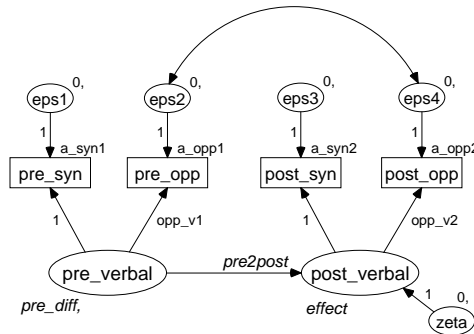 0, 0, 0, 0,
eps1 eps2 eps3 eps4
1 1 1 1
a_syn1 a_opp1 a_syn2 a_opp2
pre_syn pre_opp post_syn post_opp
1 opp_v1 1 opp_v2
pre_verbal pre2post post_verbal
pre_diff, effect 1 0,
zeta